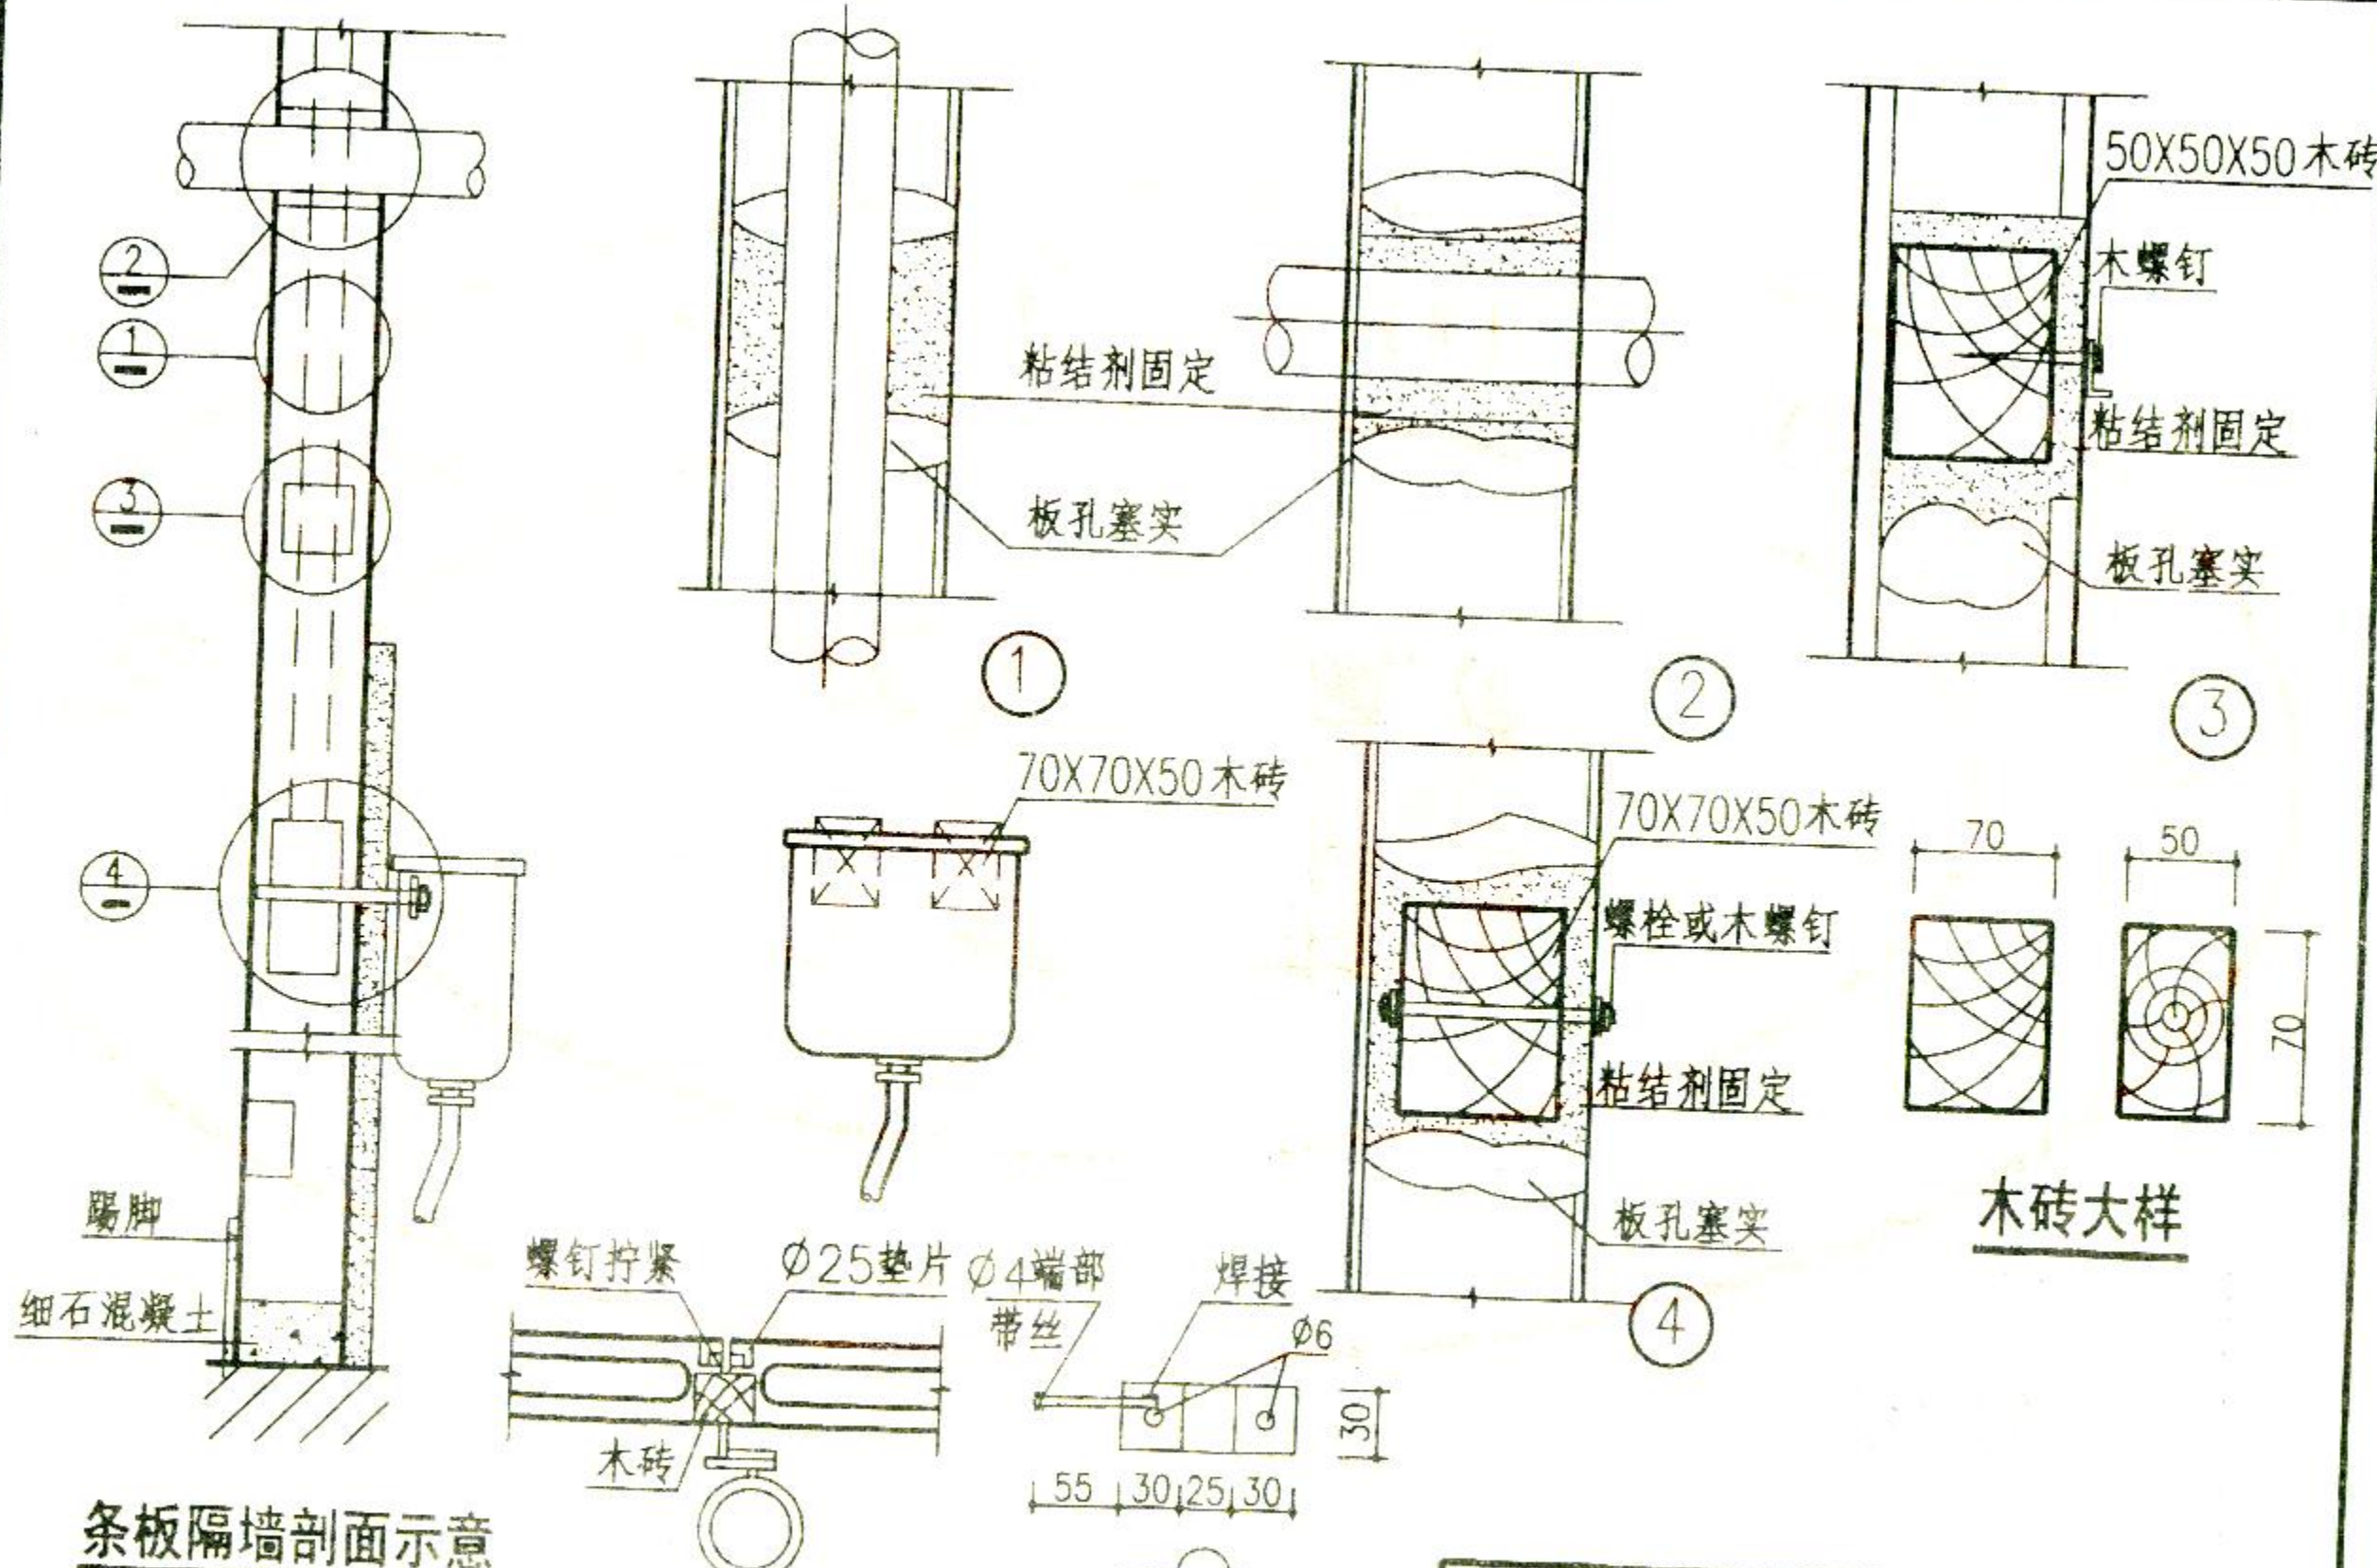 2
1
3
4
粘结剂固定
板孔塞实
1
2
50X50X50木砖
木螺钉
粘结剂固定
板孔塞实
3
70X70X50木砖
70X70X50木砖
螺栓或木螺钉
粘结剂固定
板孔塞实
4
70
50
70
木砖大样
踢脚
细石混凝土
螺钉拧紧
Ø25垫片
Ø4端部
带丝
焊接
Ø6
木砖
30
55 30 25 30
条板隔墙剖面示意